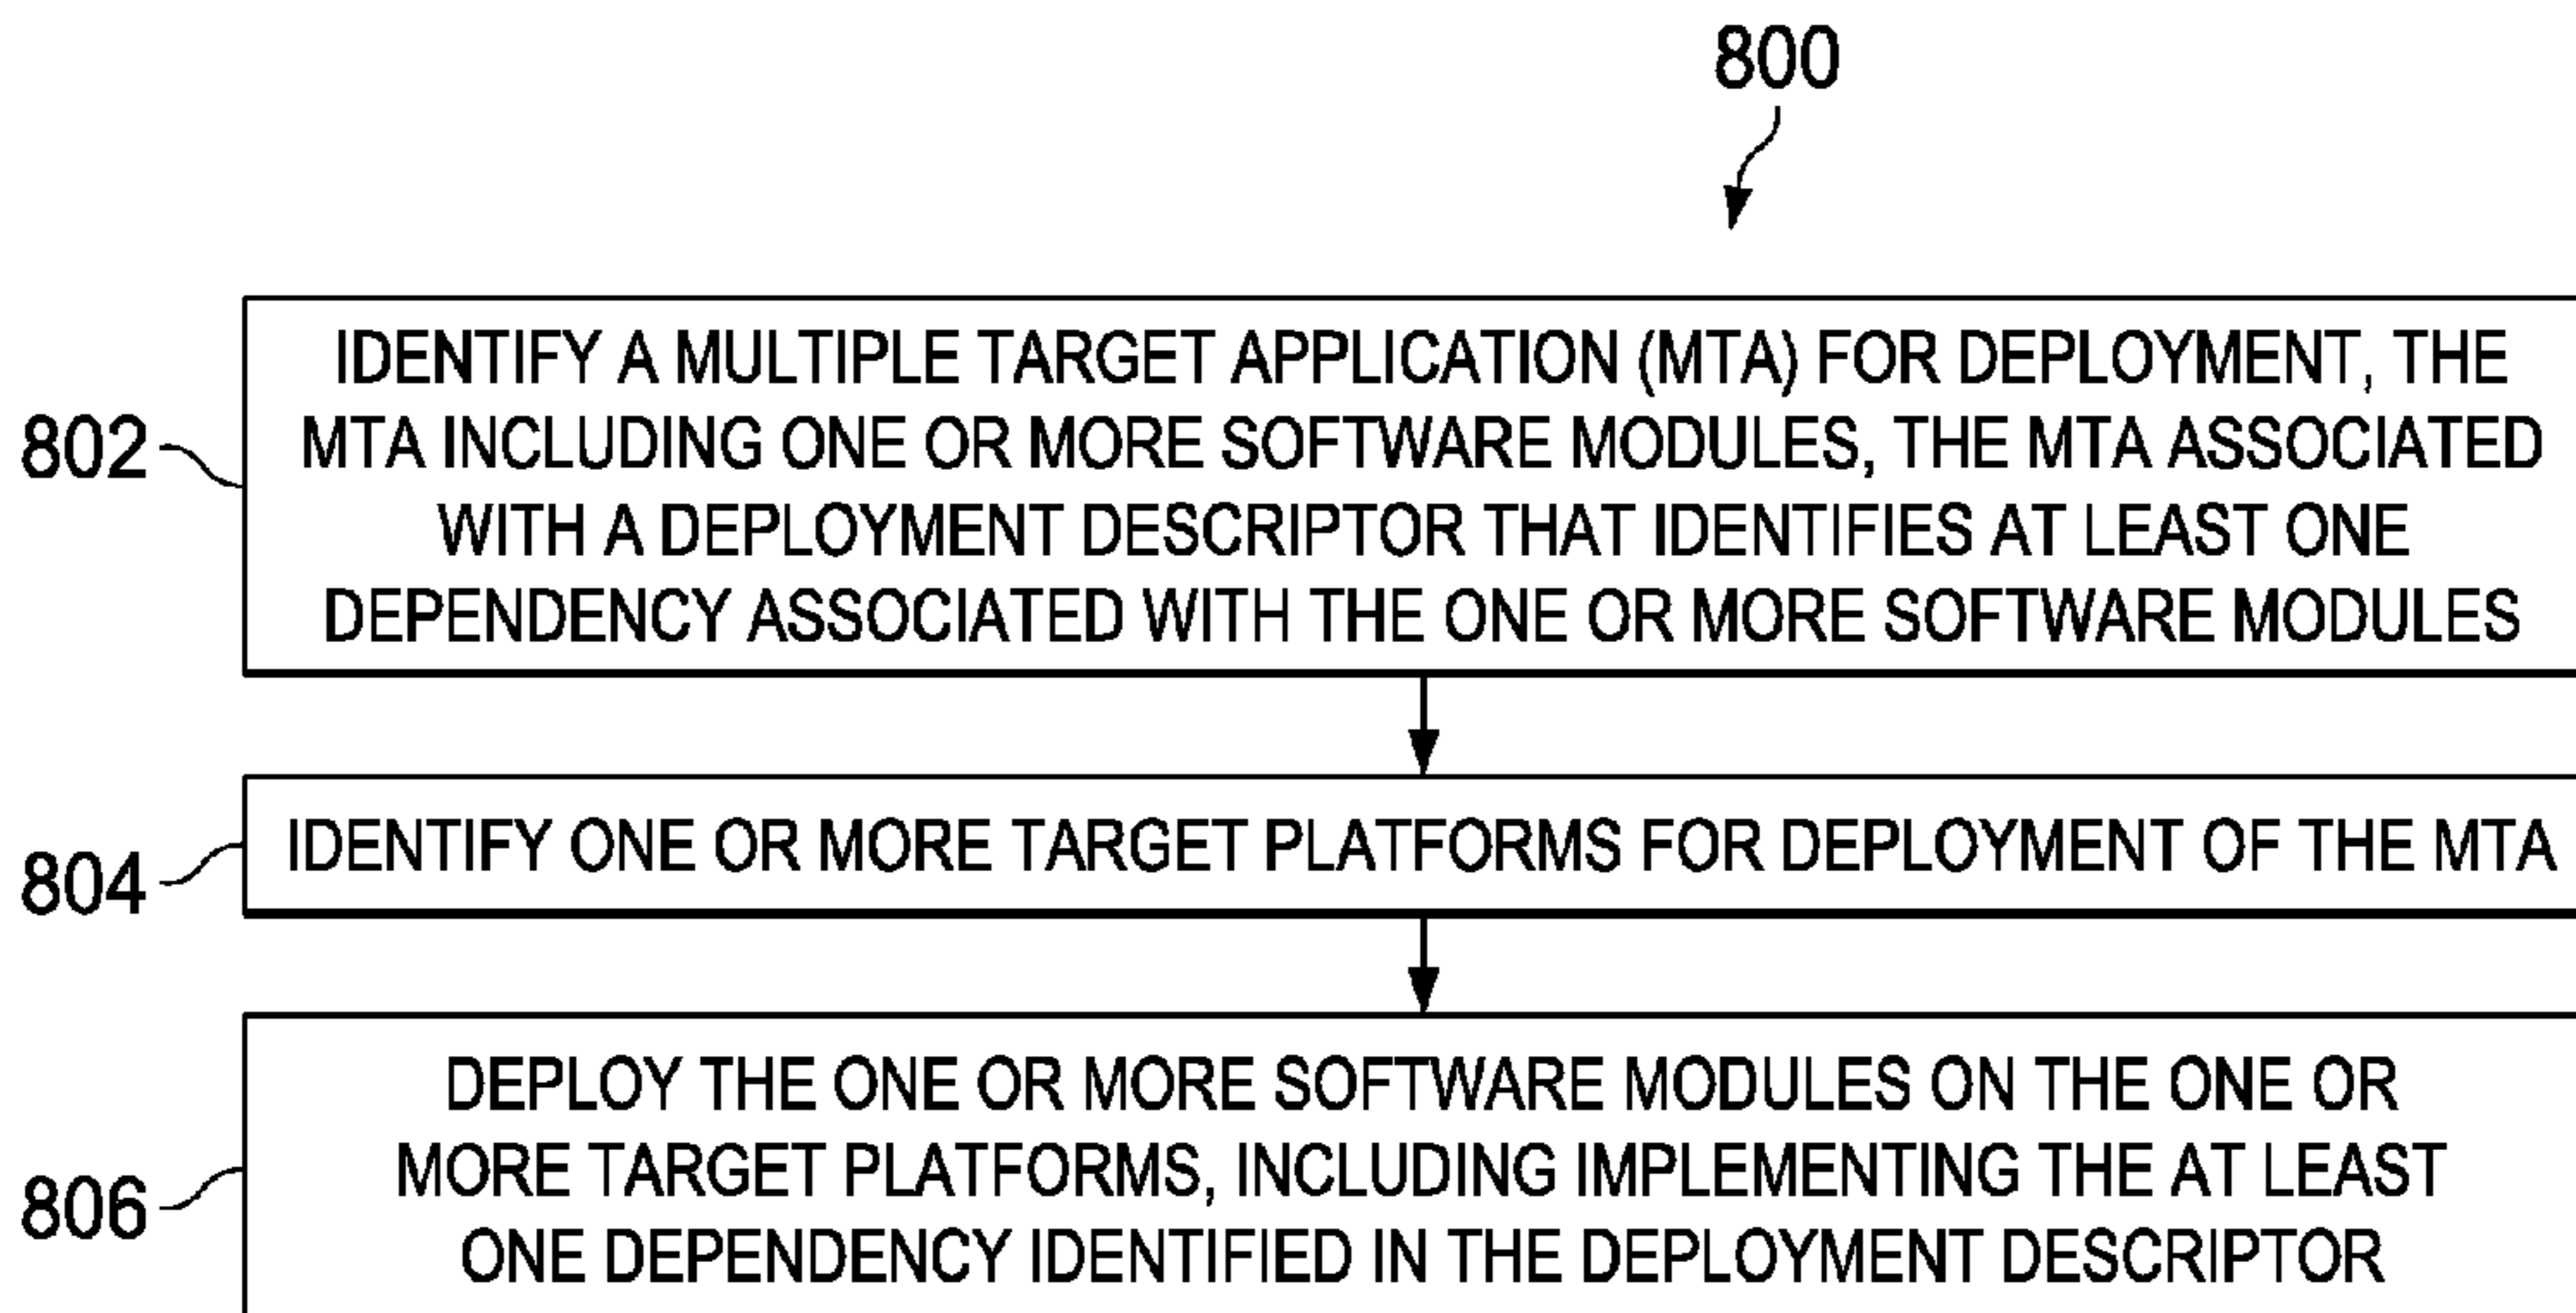 800
802
IDENTIFY A MULTIPLE TARGET APPLICATION (MTA) FOR DEPLOYMENT, THE
MTA INCLUDING ONE OR MORE SOFTWARE MODULES, THE MTA ASSOCIATED
WITH A DEPLOYMENT DESCRIPTOR THAT IDENTIFIES AT LEAST ONE
DEPENDENCY ASSOCIATED WITH THE ONE OR MORE SOFTWARE MODULES
804
IDENTIFY ONE OR MORE TARGET PLATFORMS FOR DEPLOYMENT OF THE MTA
806
DEPLOY THE ONE OR MORE SOFTWARE MODULES ON THE ONE OR
MORE TARGET PLATFORMS, INCLUDING IMPLEMENTING THE AT LEAST
ONE DEPENDENCY IDENTIFIED IN THE DEPLOYMENT DESCRIPTOR